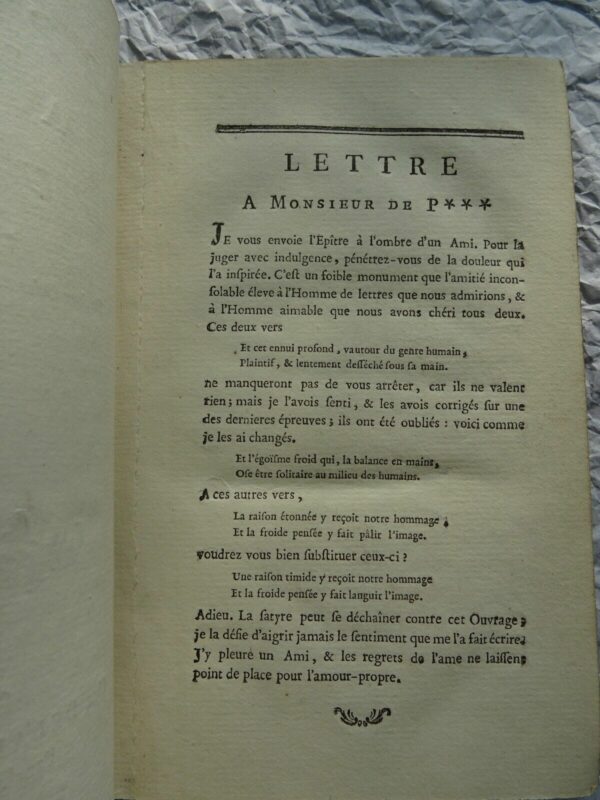 LETTRE
A MONSIEUR DE P***
JE vous envoie l'Epître à l'ombre d'un Ami. Pour la
juger avec indulgence, pénétrez-vous de la douleur qui
l'a inſpirée. C'eſt un foible monument que l'amitié incon-
ſolable éleve à l'Homme de lettres que nous admirions, &
à l'Homme aimable que nous avons chéri tous deux.
Ces deux vers
Et cet ennui profond, vautour du genre humain,
Plaintif, & lentement deſſéché ſous ſa main.
ne manqueront pas de vous arrêter, car ils ne valent
rien; mais je l'avois ſenti, & les avois corrigés ſur une
des dernieres épreuves; ils ont été oubliés : voici comme
je les ai changés.
Et l'égoïſme froid qui, la balance en mains,
Oſe être ſolitaire au milieu des humains.
A ces autres vers,
La raiſon étonnée y reçoit notre hommage;
Et la froide penſée y fait pâlir l'image.
voudrez vous bien ſubſtituer ceux-ci?
Une raiſon timide y reçoit notre hommage
Et la froide penſée y fait languir l'image.
Adieu. La ſatyre peut ſe déchaîner contre cet Ouvrage;
je la défie d'aigrir jamais le ſentiment que me l'a fait écrire.
J'y pleure un Ami, & les regrets de l'ame ne laiſſent
point de place pour l'amour-propre.